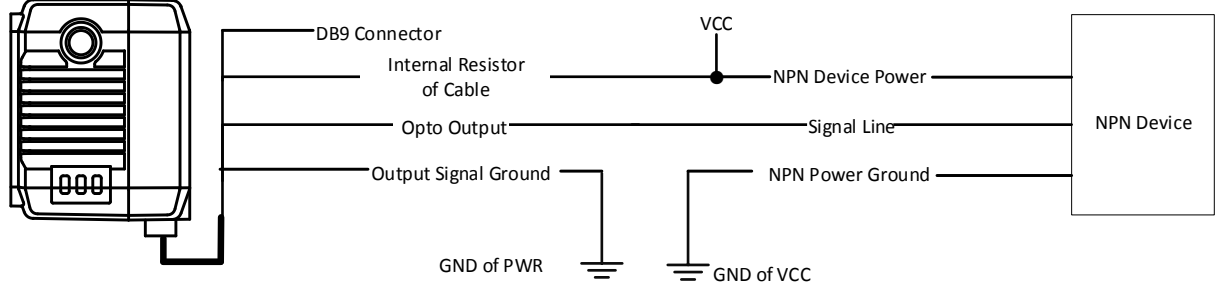 VCC
DB9 Connector
Internal Resistor
of Cable
NPN Device Power
Opto Output
Signal Line
NPN Device
Output Signal Ground
NPN Power Ground
GND of PWR
GND of VCC